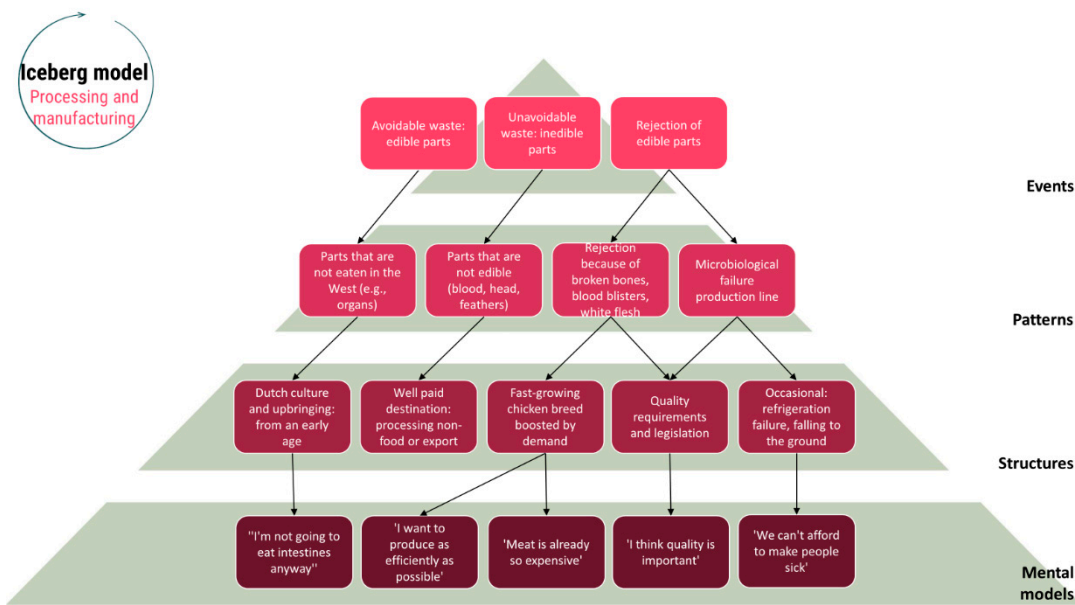 Iceberg model
Processing and
manufacturing
Avoidable waste:
edible parts
Unavoidable
waste: inedible
parts
Rejection of
edible parts
Events
Parts that are
not eaten in the
West (e.g.,
organs)
Parts that are
not edible
(blood, head,
feathers)
Rejection
because of
broken bones,
blood blisters,
white flesh
Microbiological
failure
production line
Patterns
Dutch culture
and upbringing:
from an early
age
Well paid
destination:
processing non-
food or export
Fast-growing
chicken breed
boosted by
demand
Quality
requirements
and legislation
Occasional:
refrigeration
failure, falling to
the ground
Structures
"I'm not going to
eat intestines
anyway"
'I want to
produce as
efficiently as
possible'
'Meat is already
so expensive'
'I think quality is
important'
'We can't afford
to make people
sick'
Mental
models